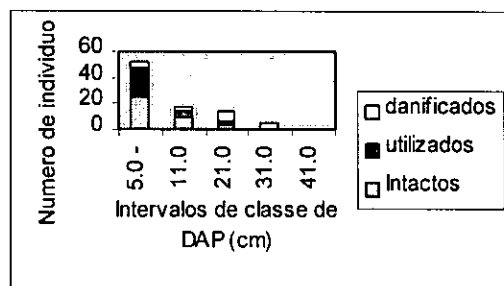 Numero de individuo
60
40
20
0
5.0 -
11.0
21.0
31.0
41.0
Intervalos de classe de
DAP (cm)
danificados
utilizados
Intactos